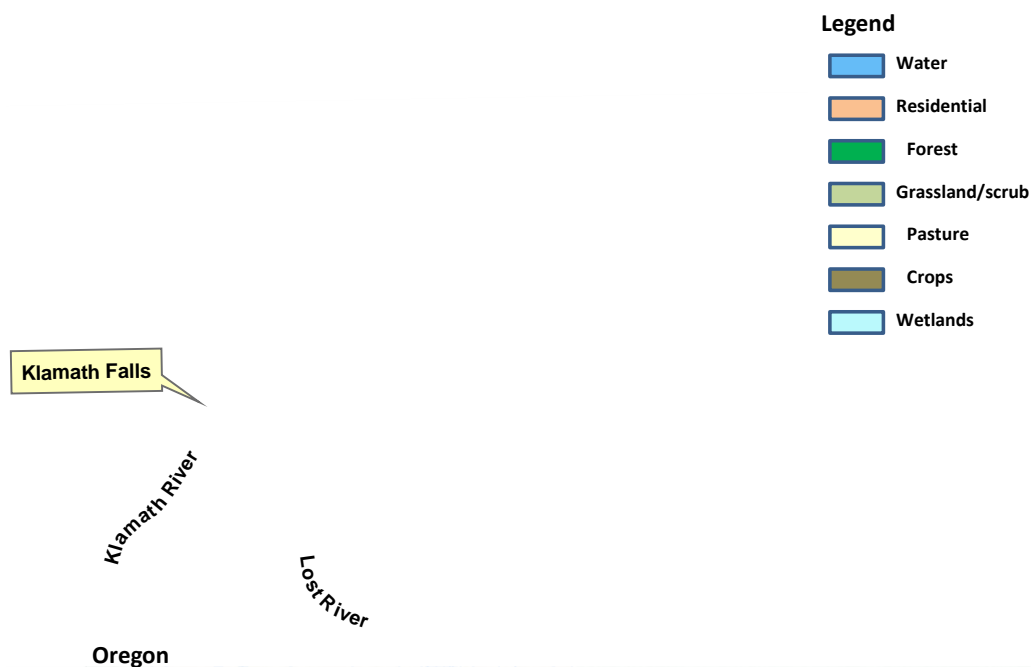 Legend
Water
Residential
Forest
Grassland/scrub
Pasture
Crops
Wetlands
Klamath Falls
Klamath River
Lost River
Oregon